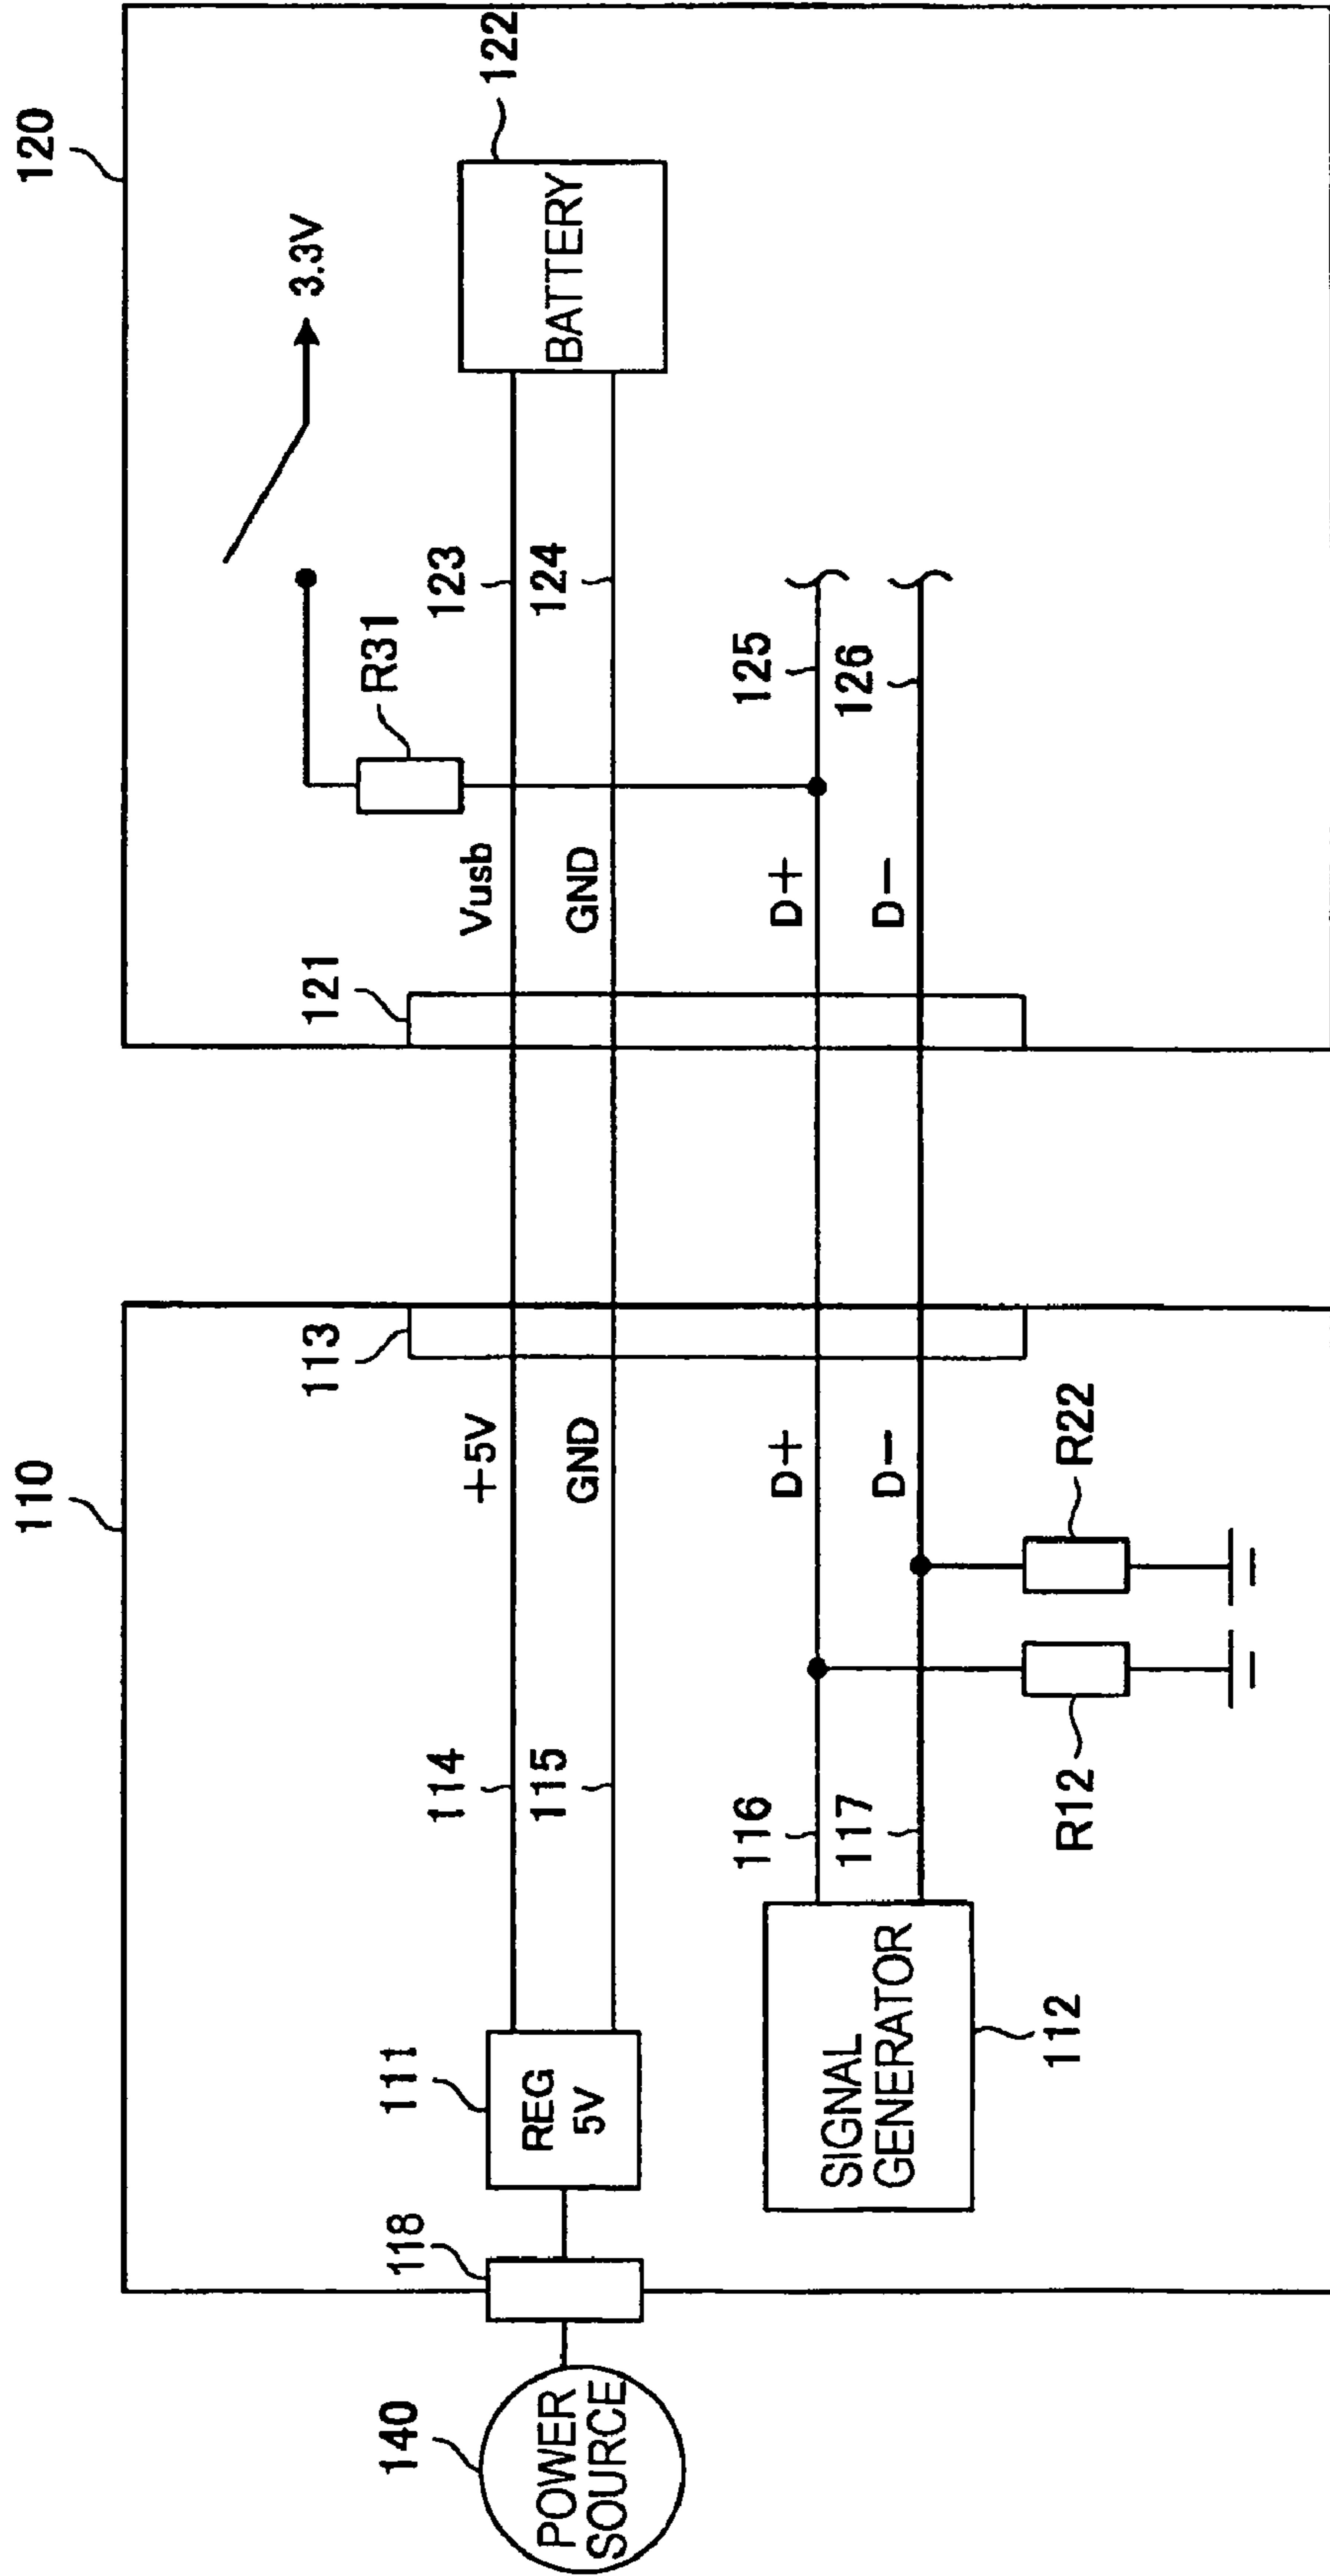 110
120
140
POWER
SOURCE
118
111
REG
5V
114
115
+5V
GND
113
121
Vusb
GND
R31
123
124
3.3V
BATTERY
122
SIGNAL
GENERATOR
112
116
117
D+
D−
R12
R22
D+
D−
125
126